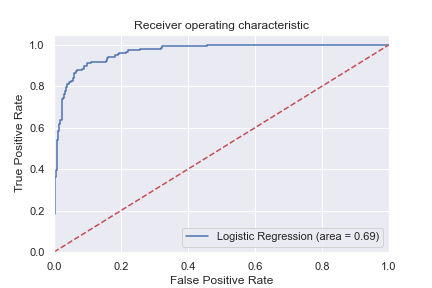 Receiver operating characteristic
1.0
0.8
0.6
0.4
0.2
0.0
True Positive Rate
Logistic Regression (area = 0.69)
0.0 0.2 0.4 0.6 0.8 1.0
False Positive Rate